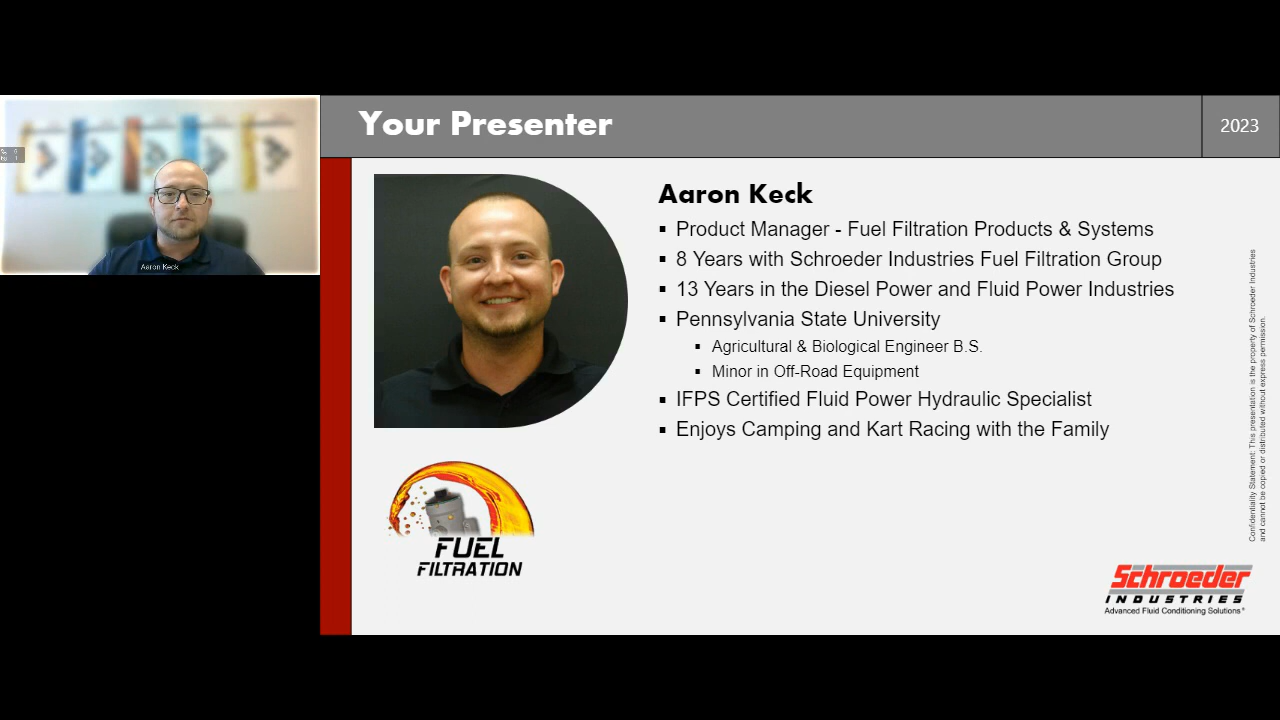 Your Presenter
2023
Aaron Keck
Aaron Keck
Product Manager - Fuel Filtration Products & Systems
8 Years with Schroeder Industries Fuel Filtration Group
13 Years in the Diesel Power and Fluid Power Industries
Pennsylvania State University
Agricultural & Biological Engineer B.S.
Minor in Off-Road Equipment
IFPS Certified Fluid Power Hydraulic Specialist
Enjoys Camping and Kart Racing with the Family
Confidentiality Statement: This presentation is the property of Schroeder Industries
and cannot be copied or distributed without express permission.
FUEL
FILTRATION
Schroeder
INDUSTRIES
Advanced Fluid Conditioning Solutions®